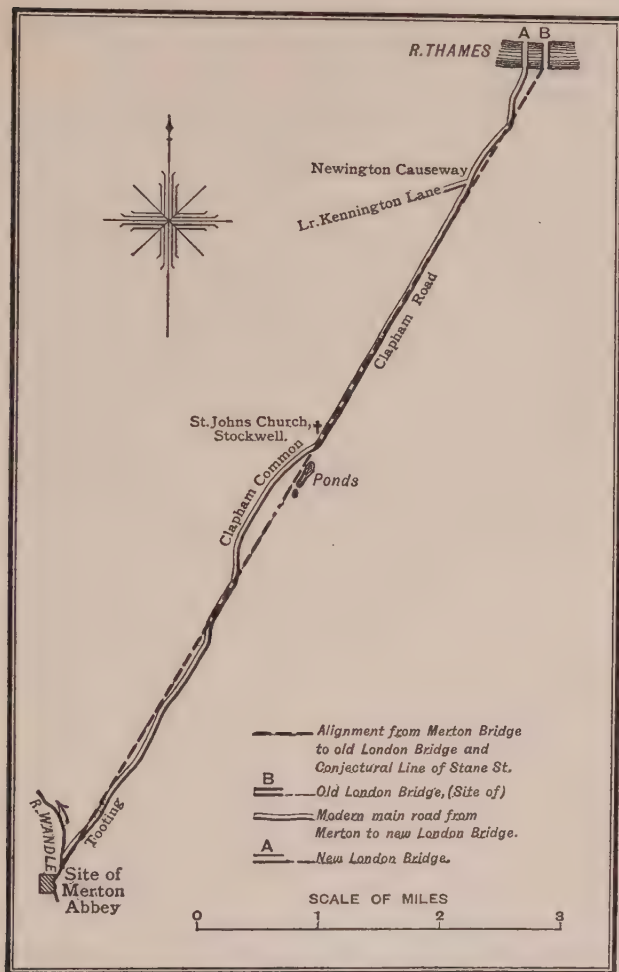 A B
R. THAMES
Newington Causeway
Lr. Kennington Lane
Clapham Road
St. Johns Church,
Stockwell.
Clapham Common
Ponds
Alignment from Merton Bridge
to old London Bridge and
Conjectural Line of Stane St.
B
Old London Bridge, (Site of)
Modern main road from
Merton to new London Bridge.
A
New London Bridge.
Tooting
R. WANDLE
Site of
Merton
Abbey
SCALE OF MILES
0 1 2 3